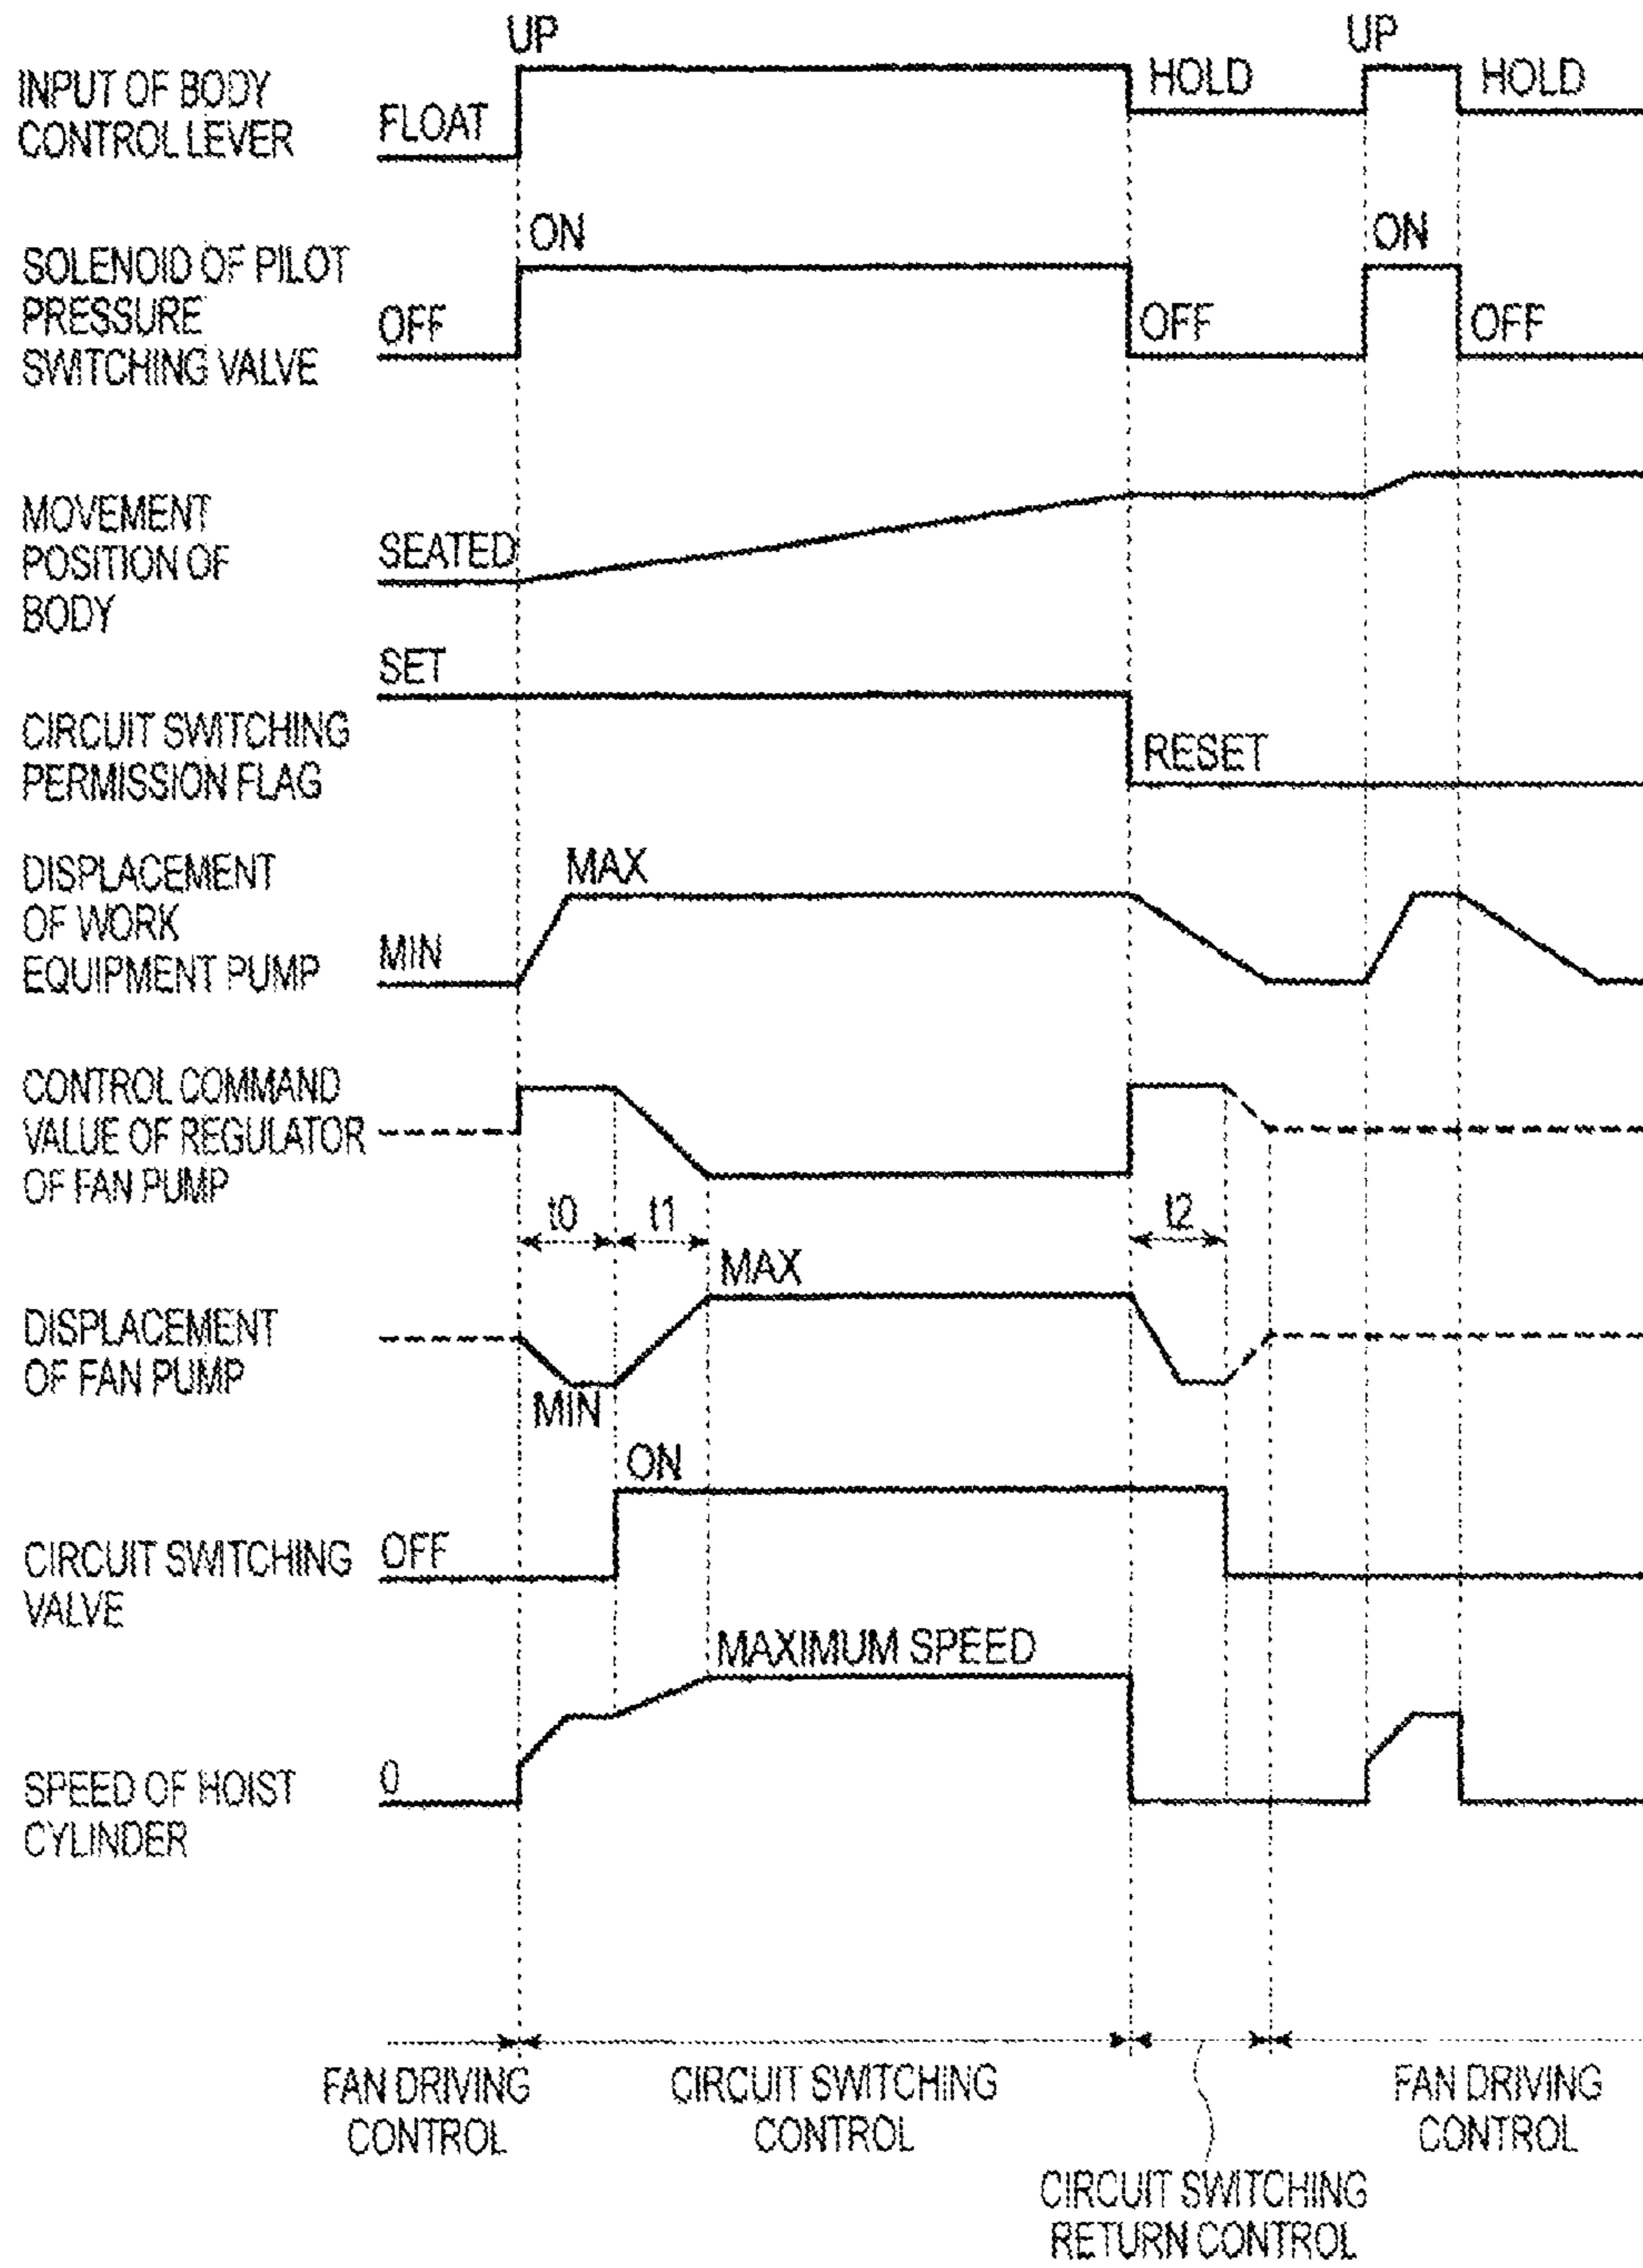 UP
UP
INPUT OF BODY
CONTROL LEVER
FLOAT
HOLD
HOLD
SOLENOID OF PILOT
PRESSURE
SWITCHING VALVE
OFF
ON
OFF
ON
OFF
MOVEMENT
POSITION OF
BODY
SEATED
SET
CIRCUIT SWITCHING
PERMISSION FLAG
RESET
DISPLACEMENT
OF WORK
EQUIPMENT PUMP
MAX
MIN
CONTROL COMMAND
VALUE OF REGULATOR
OF FAN PUMP
t0
t1
t2
DISPLACEMENT
OF FAN PUMP
MAX
MIN
CIRCUIT SWITCHING
VALVE
OFF
ON
MAXIMUM SPEED
SPEED OF HOIST
CYLINDER
0
FAN DRIVING
CONTROL
CIRCUIT SWITCHING
CONTROL
FAN DRIVING
CONTROL
CIRCUIT SWITCHING
RETURN CONTROL